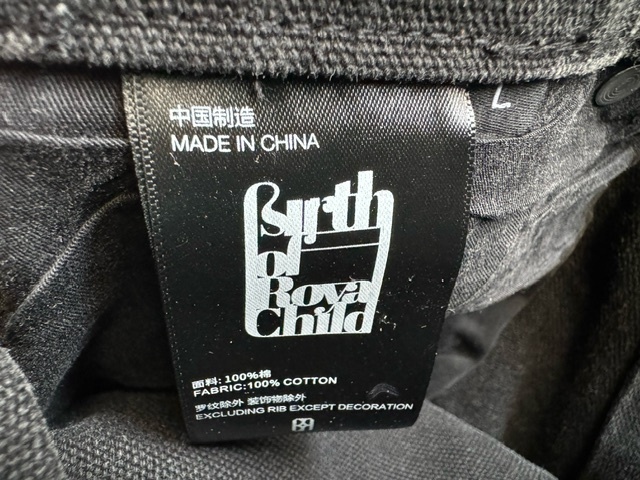 中国制造
MADE IN CHINA
L
Birth
of
Royal
Child
面料: 100%棉
FABRIC:100% COTTON
罗纹除外 装饰物除外
EXCLUDING RIB EXCEPT DECORATION